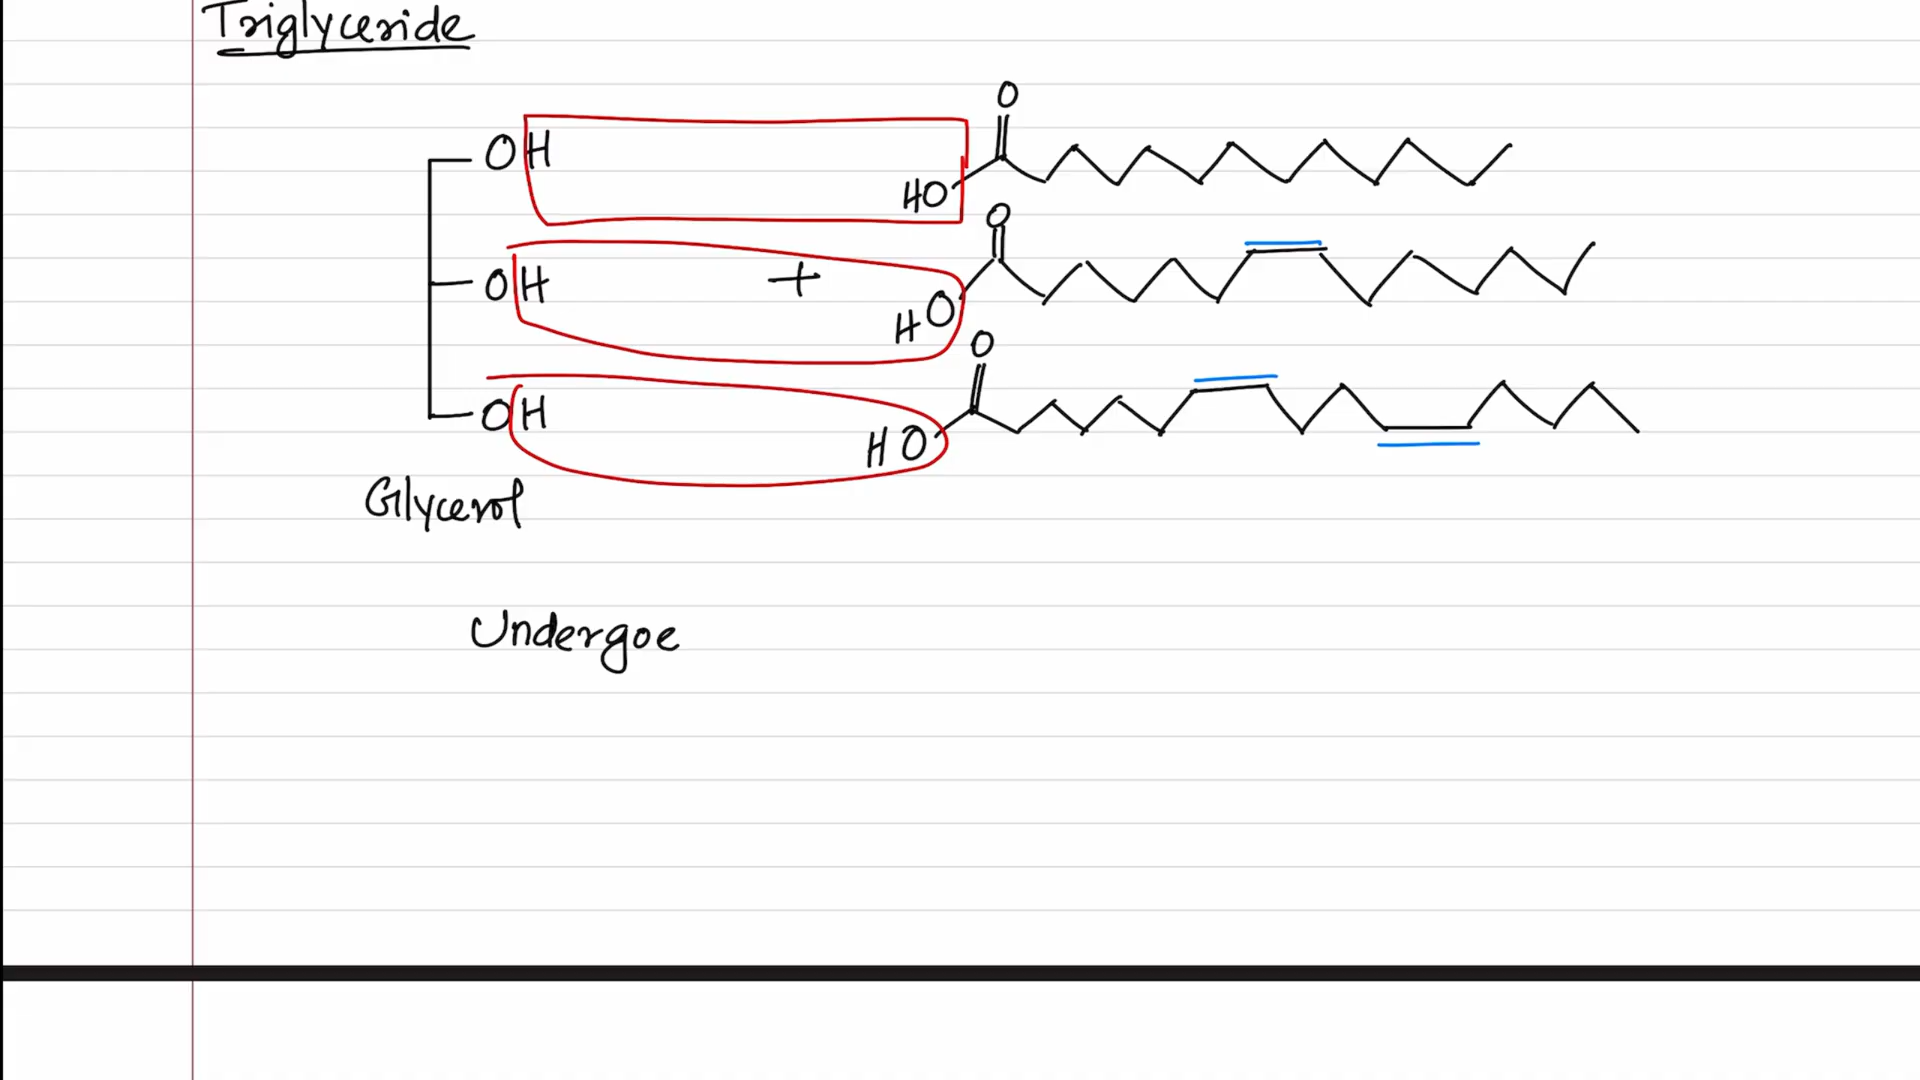 Triglyceride
O
OH
HO
O
OH
+
HO
O
OH
HO
Glycerol
Undergoe